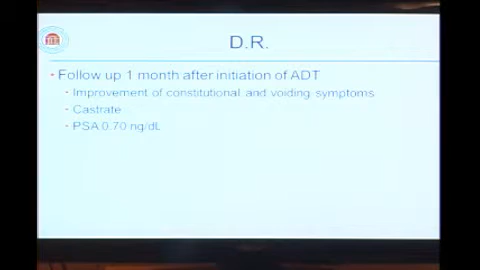 D.R.
• Follow up 1 month after initiation of ADT
• Improvement of constitutional and voiding symptoms
• Castrate
• PSA 0.70 ng/dL